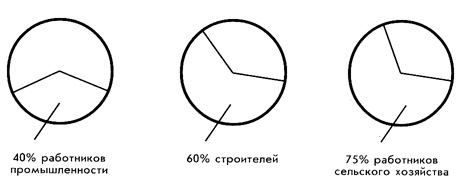 40% работников
промышленности
60% строителей
75% работников
сельского хозяйства